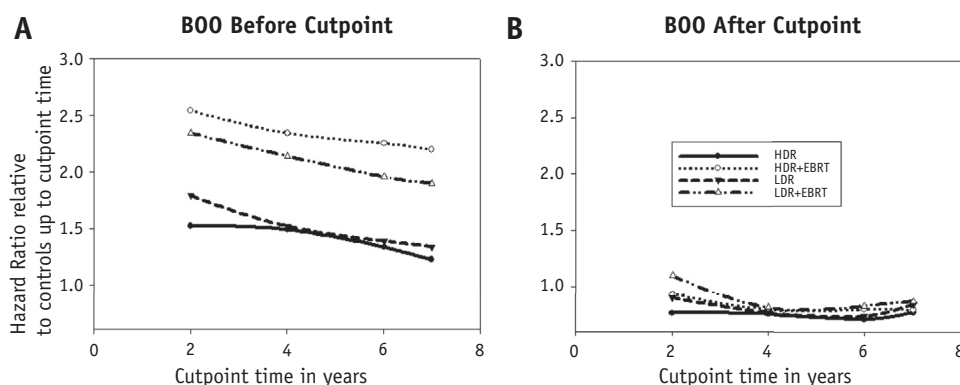 A
BOO Before Cutpoint
Hazard Ratio relative
to controls up to cutpoint time
3.0
2.5
2.0
1.5
1.0
0
2
4
6
8
Cutpoint time in years
B
BOO After Cutpoint
3.0
2.5
2.0
1.5
1.0
HDR
HDR+EBRT
LDR
LDR+EBRT
0
2
4
6
8
Cutpoint time in years